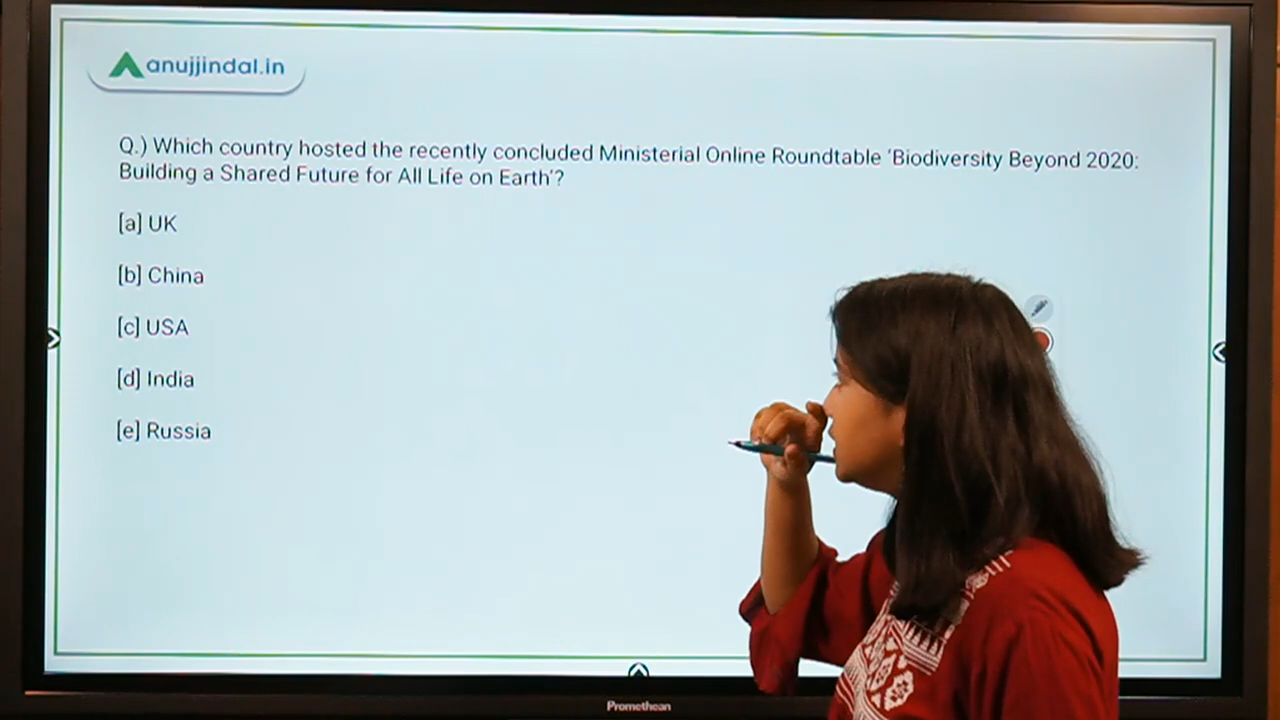 anujjindal.in
Q.) Which country hosted the recently concluded Ministerial Online Roundtable ‘Biodiversity Beyond 2020:
Building a Shared Future for All Life on Earth’?
[a] UK
[b] China
[c] USA
[d] India
[e] Russia
Promethean